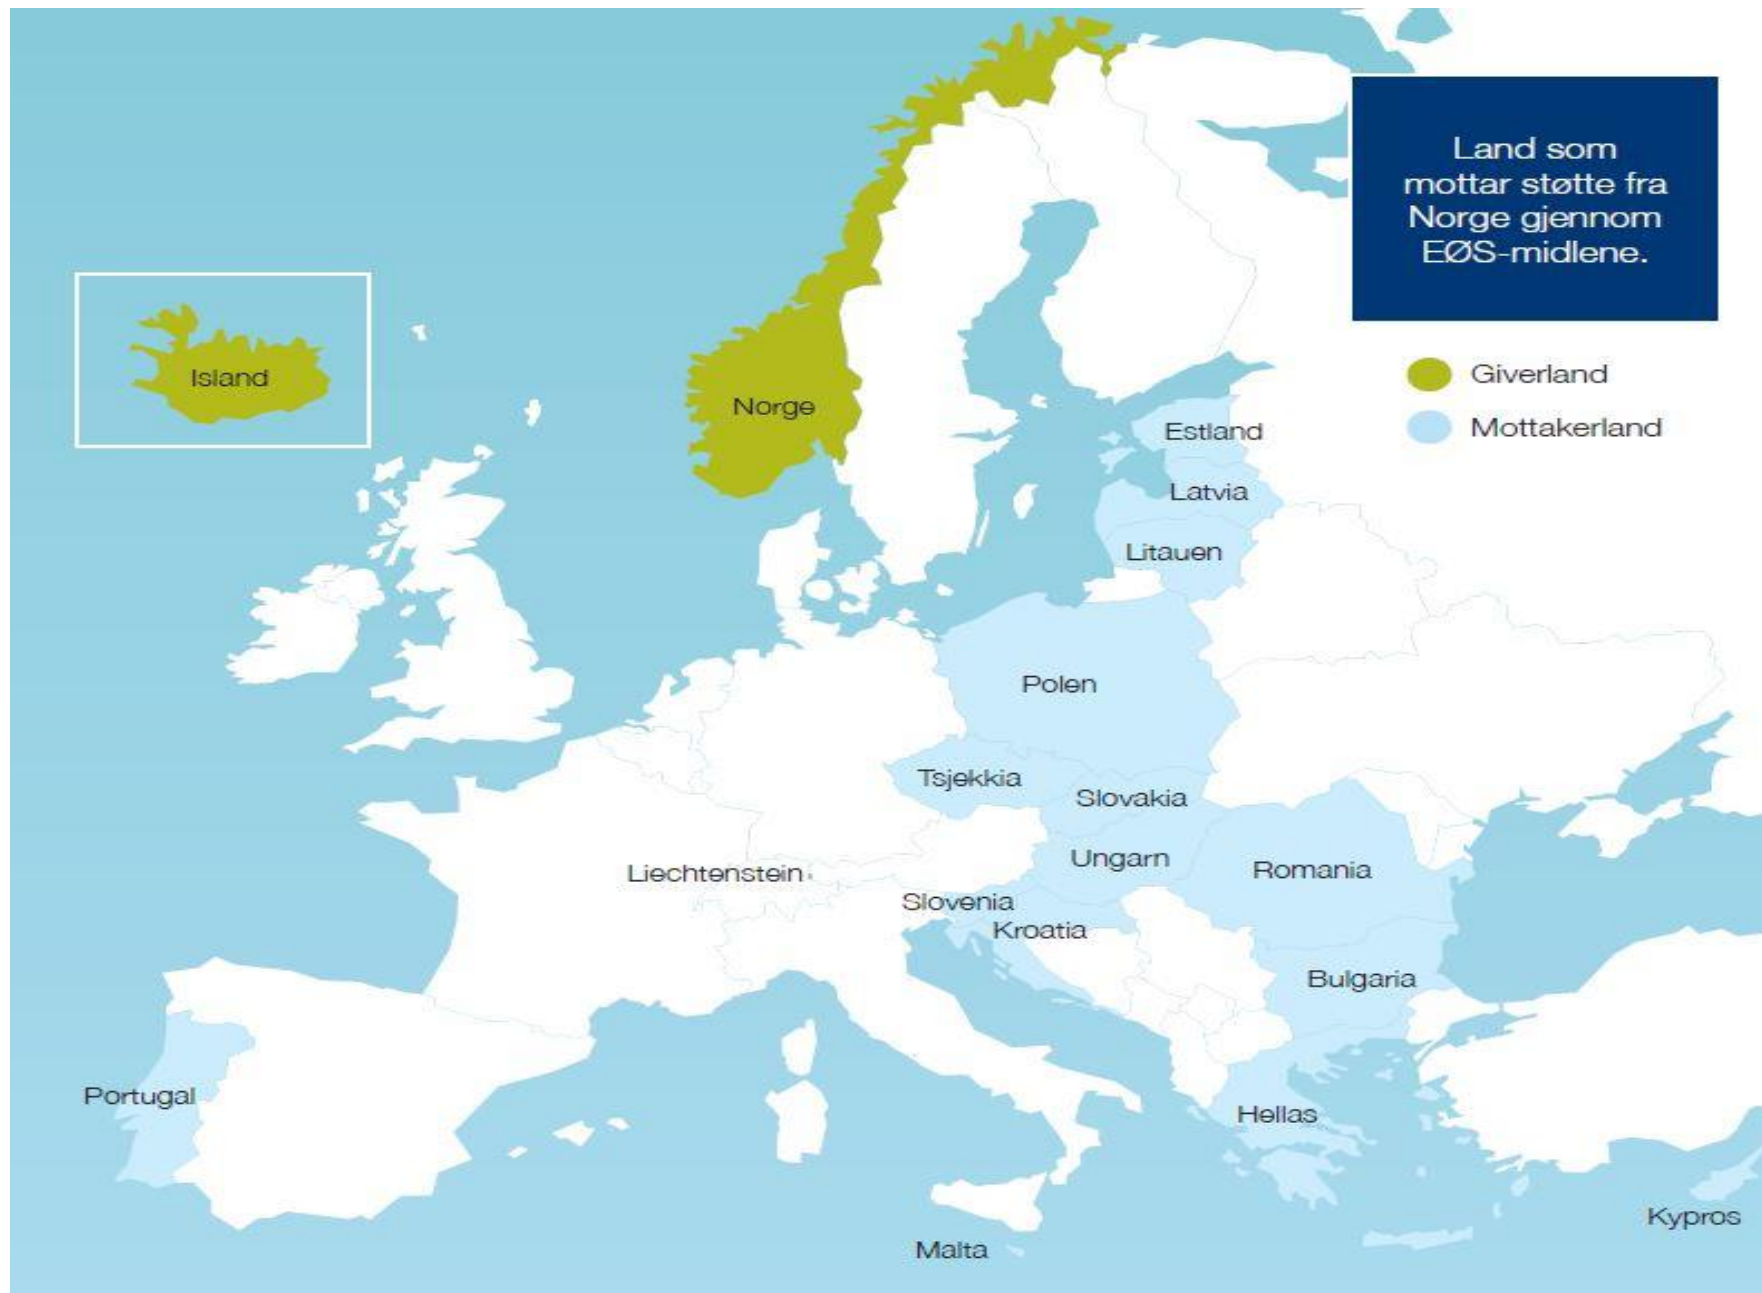 Land som
mottar støtte fra
Norge gjennom
EØS-midlene.
Giverland
Mottakerland
Island
Norge
Estland
Latvia
Litauen
Polen
Tsjekkia
Slovakia
Ungarn
Romania
Liechtenstein
Slovenia
Kroatia
Bulgaria
Portugal
Hellas
Kypros
Malta